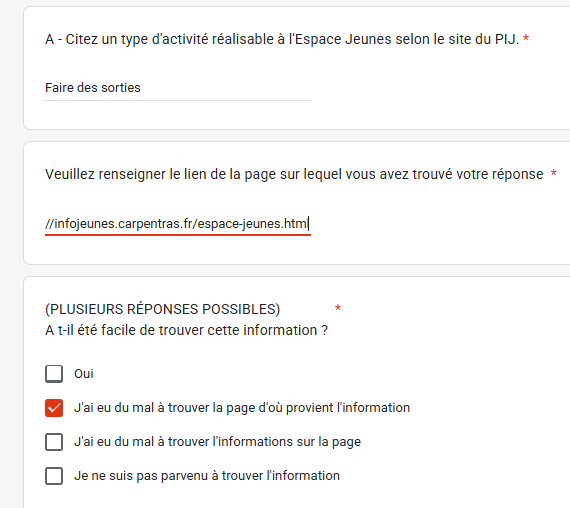 A - Citez un type d'activité réalisable à l'Espace Jeunes selon le site du PIJ. *
Faire des sorties
Veuillez renseigner le lien de la page sur lequel vous avez trouvé votre réponse *
//infojeunes.carpentras.fr/espace-jeunes.html
(PLUSIEURS RÉPONSES POSSIBLES) *
A t-il été facile de trouver cette information ?
Oui
J'ai eu du mal à trouver la page d'où provient l'information
J'ai eu du mal à trouver l'informations sur la page
Je ne suis pas parvenu à trouver l'information